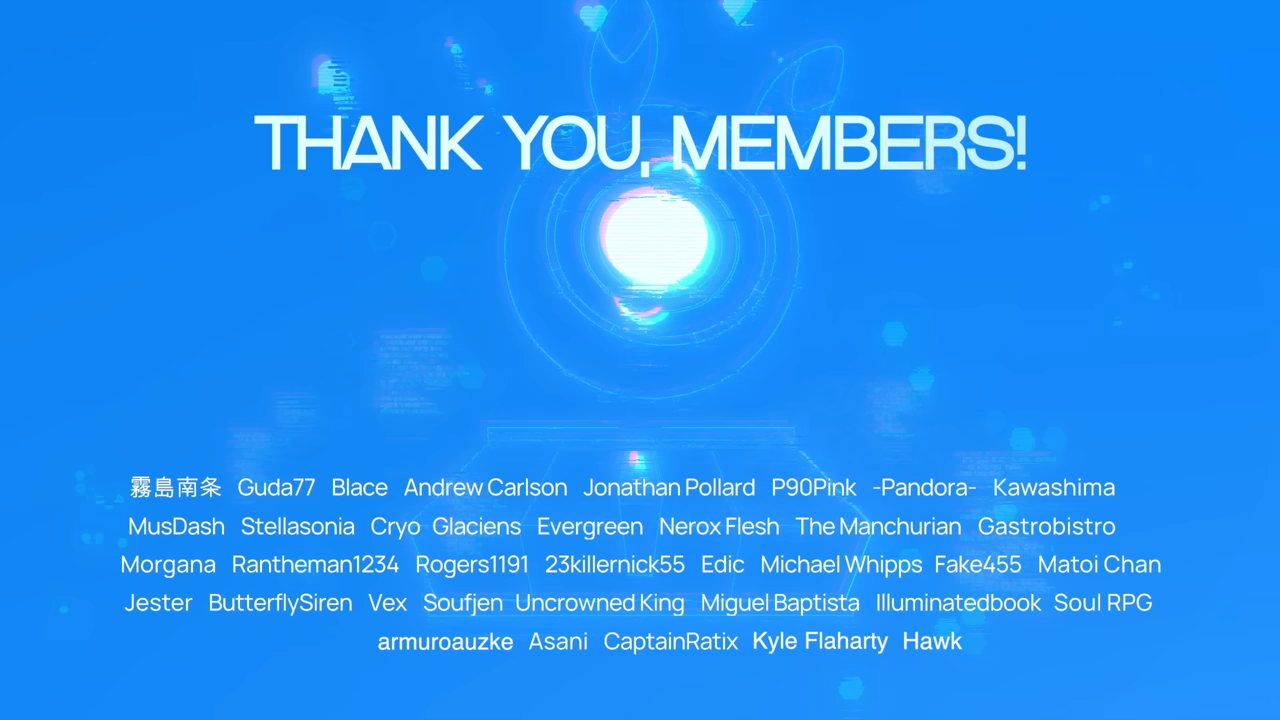 THANK YOU, MEMBERS!
霧島南条 Guda77 Blace Andrew Carlson Jonathan Pollard P90Pink -Pandora- Kawashima
MusDash Stellasonia Cryo Glaciens Evergreen Nerox Flesh The Manchurian Gastrobistro
Morgana Rantheman1234 Rogers1191 23killernick55 Edic Michael Whipps Fake455 Matoi Chan
Jester ButterflySiren Vex Soufjen Uncrowned King Miguel Baptista Illuminatedbook Soul RPG
armuroauzke Asani CaptainRatix Kyle Flaharty Hawk